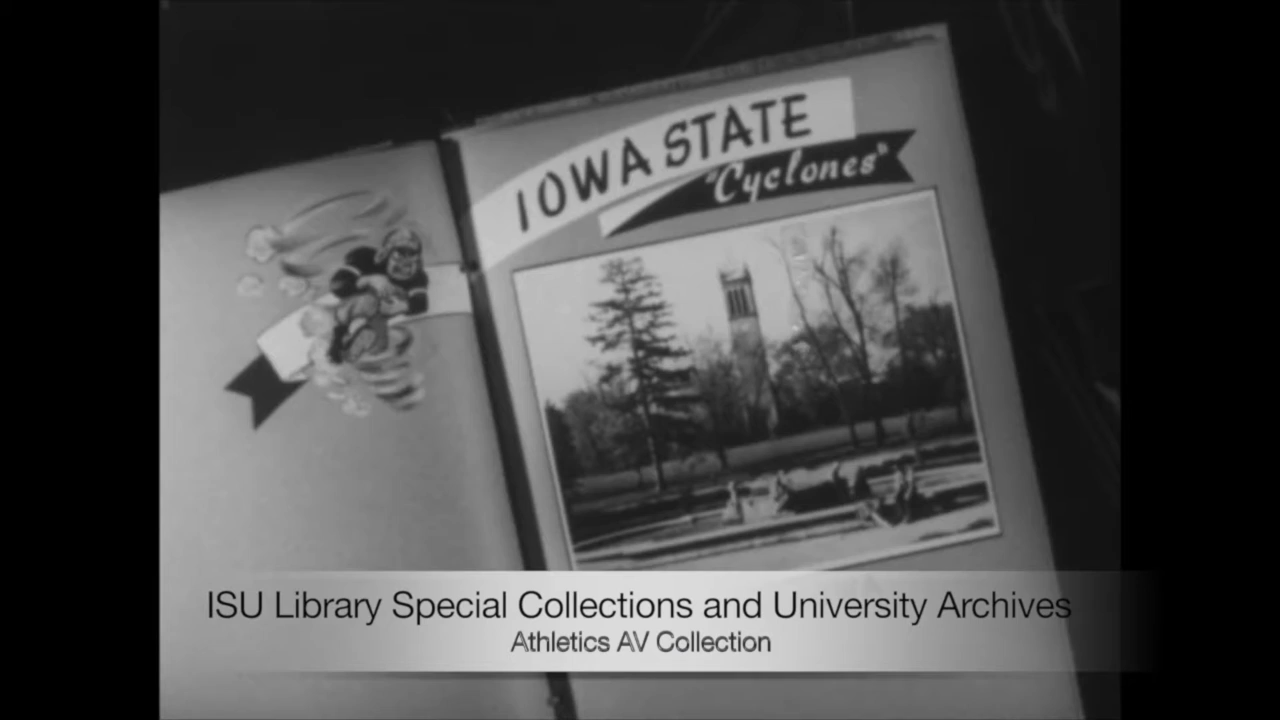 IOWA STATE
"Cyclones"
ISU Library Special Collections and University Archives
Athletics AV Collection